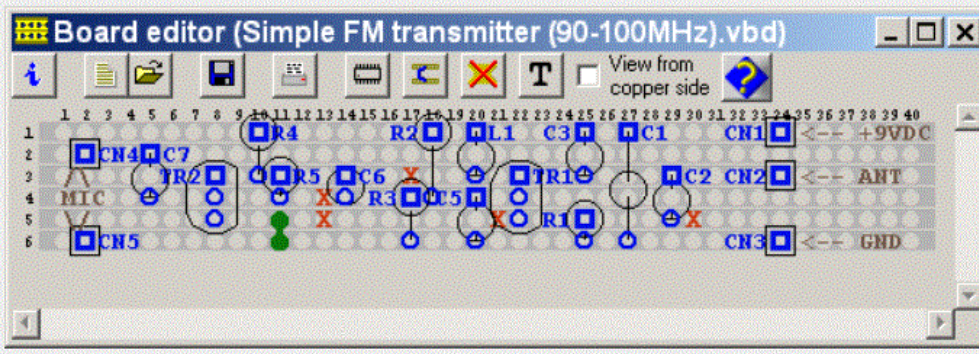 Board editor (Simple FM transmitter (90-100MHz).vbd)
View from
copper side
T
1 2 3 4 5 6 7 8 9 10 11 12 13 14 15 16 17 18 19 20 21 22 23 24 25 26 27 28 29 30 31 32 33 34 35 36 37 38 39 40
1 R4 R2 L1 C3 C1 CN1 <-- +9VDC
2 CN4 C7
3 TR2 R5 C6 X TR1 C2 CN2 <-- ANT
4 MIC X R3 C5
5 X X R1 X
6 CN5 CN3 <-- GND